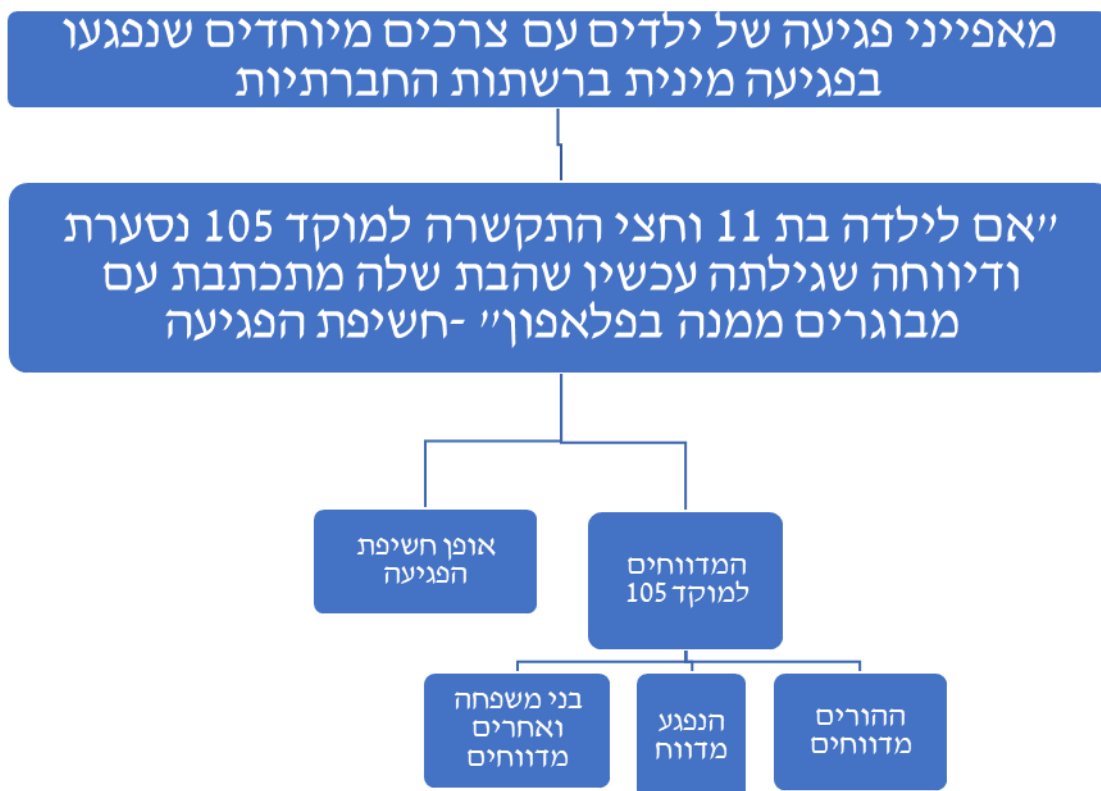 מאפייני פגיעה של ילדים עם צרכים מיוחדים שנפגעו
בפגיעה מינית ברשתות החברתיות
"אם לילדה בת 11 וחצי התקשרה למוקד 105 נסערת
ודיווחה שגילתה עכשיו שהבת שלה מתכתבת עם
מבוגרים ממנה בפלאפון" -חשיפת הפגיעה
המדווחים
למוקד 105
אופן חשיפת
הפגיעה
ההורים
מדווחים
הנפגע
מדווח
בני משפחה
ואחרים
מדווחים